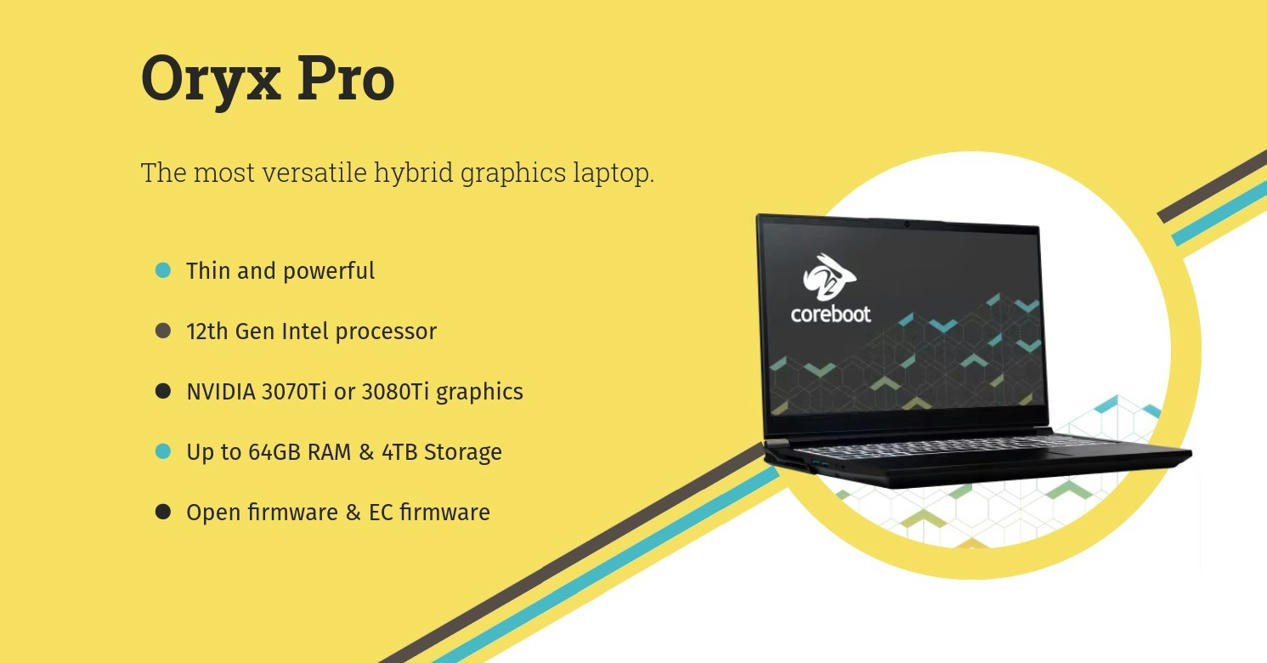 Oryx Pro
The most versatile hybrid graphics laptop.
Thin and powerful
12th Gen Intel processor
NVIDIA 3070Ti or 3080Ti graphics
Up to 64GB RAM & 4TB Storage
Open firmware & EC firmware
coreboot